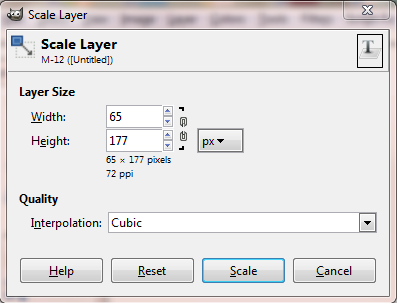 Scale Layer
Scale Layer
M-12 ([Untitled])
T
Layer Size
Width: 65
Height: 177 px
65 × 177 pixels
72 ppi
Quality
Interpolation: Cubic
Help Reset Scale Cancel